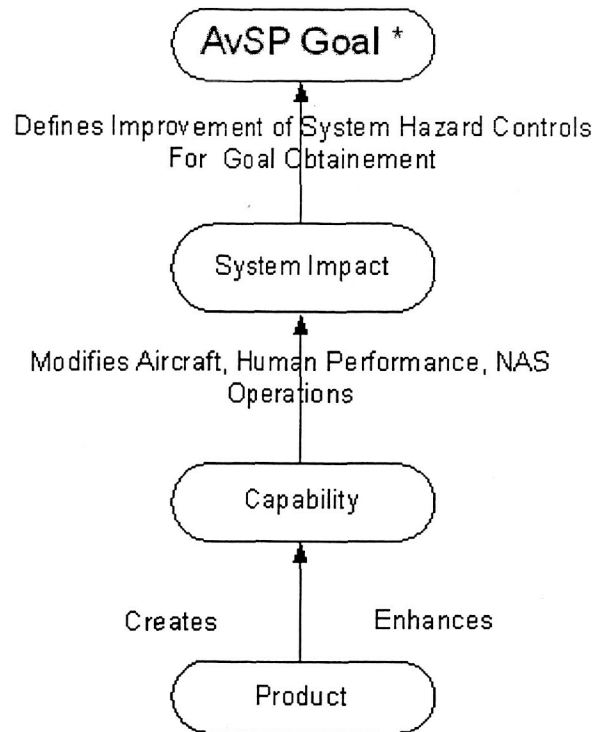 AvSP Goal *
Defines Improvement of System Hazard Controls
For Goal Obtainement
System Impact
Modifies Aircraft, Human Performance, NAS
Operations
Capability
Creates Enhances
Product